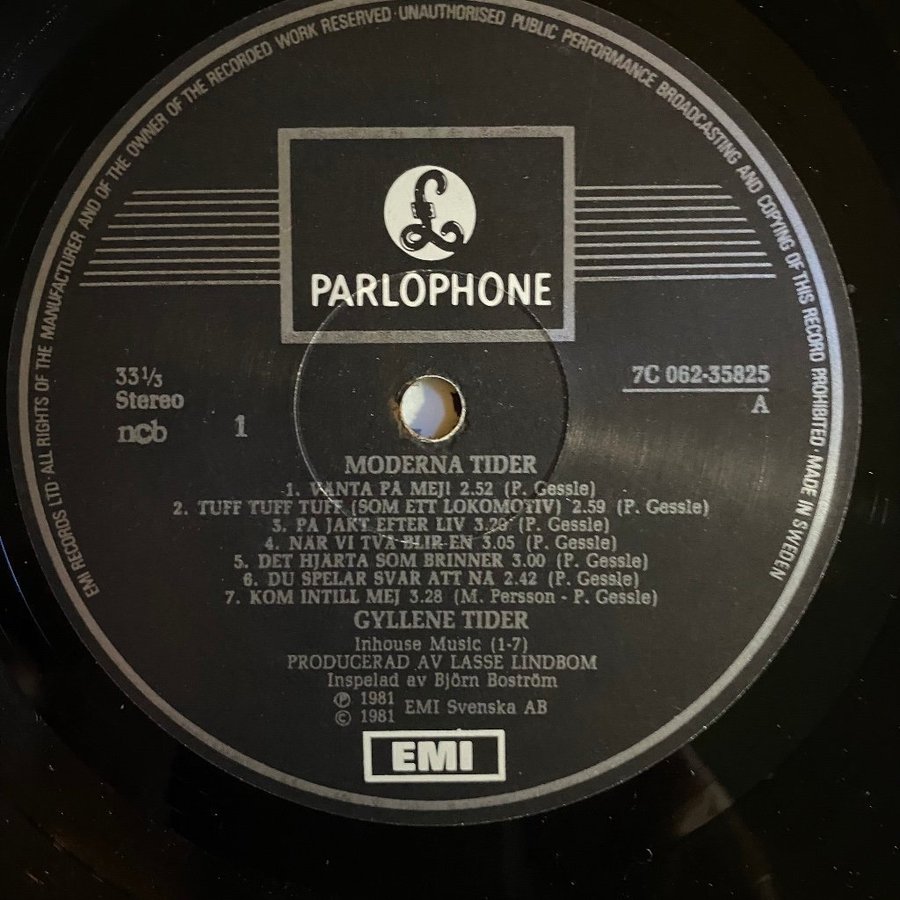 EMI RECORDS LTD · ALL RIGHTS OF THE MANUFACTURER AND OF THE OWNER OF THE RECORDED WORK RESERVED · UNAUTHORISED PUBLIC PERFORMANCE BROADCASTING AND COPYING OF THIS RECORD PROHIBITED · MADE IN SWEDEN
£
PARLOPHONE
33 1/3
Stereo
ncb
1
7C 062-35825
A
MODERNA TIDER
1. VÄNTA PÅ MEJ! 2.52 (P. Gessle)
2. TUFF TUFF TUFF (SOM ETT LOKOMOTIV) 2.59 (P. Gessle)
3. PÅ JAKT EFTER LIV 3.20 (P. Gessle)
4. NÄR VI TVÅ BLIR EN 3.05 (P. Gessle)
5. DET HJÄRTA SOM BRINNER 3.00 (P. Gessle)
6. DU SPELAR SVÅR ATT NÅ 2.42 (P. Gessle)
7. KOM INTILL MEJ 3.28 (M. Persson - P. Gessle)
GYLLENE TIDER
Inhouse Music (1-7)
PRODUCERAD AV LASSE LINDBOM
Inspelad av Björn Boström
℗ 1981
© 1981 EMI Svenska AB
EMI